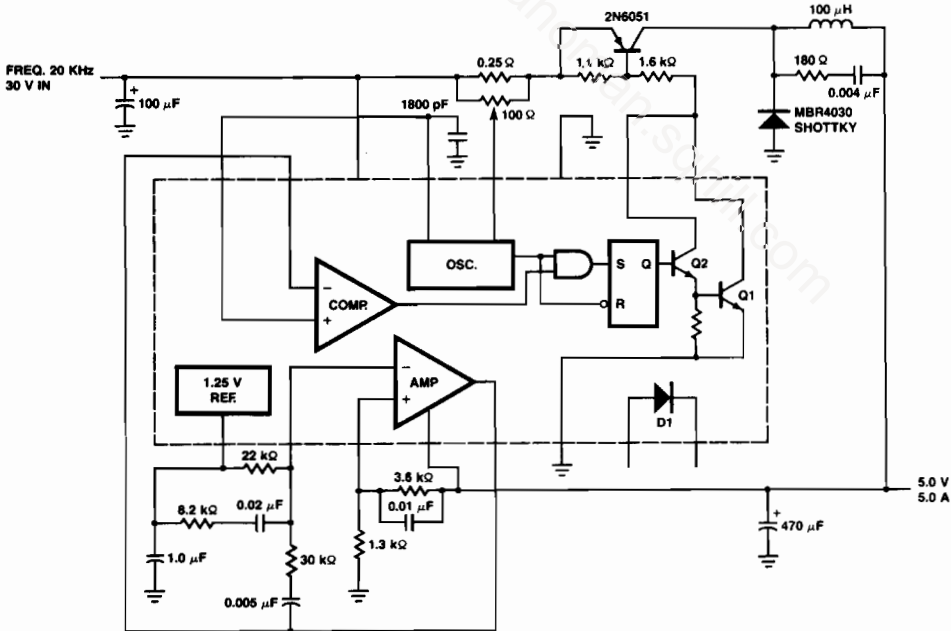 2N6051
100 μH
FREQ. 20 KHz
30 V IN
0.25 Ω
1.6 kΩ
180 Ω
0.004 μF
100 μF
1800 pF
100 Ω
MBR4030
SHOTTKY
OSC.
S
Q
R
Q2
Q1
COMP.
AMP
1.25 V
REF.
D1
22 kΩ
8.2 kΩ
0.02 μF
3.6 kΩ
0.01 μF
1.3 kΩ
1.0 μF
30 kΩ
0.005 μF
470 μF
5.0 V
5.0 A